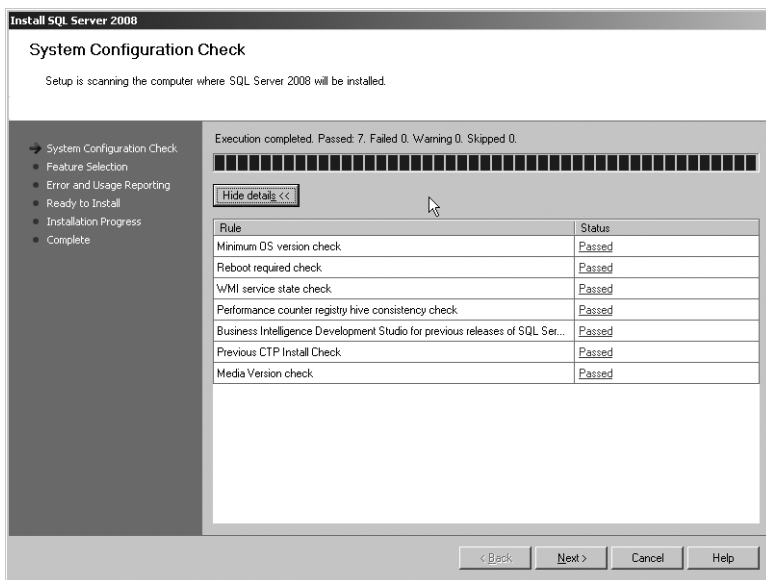 Install SQL Server 2008
System Configuration Check
Setup is scanning the computer where SQL Server 2008 will be installed.
System Configuration Check
Feature Selection
Error and Usage Reporting
Ready to Install
Installation Progress
Complete
Execution completed. Passed: 7. Failed 0. Warning 0. Skipped 0.
Hide details <<
Rule Status
Minimum OS version check Passed
Reboot required check Passed
WMI service state check Passed
Performance counter registry hive consistency check Passed
Business Intelligence Development Studio for previous releases of SQL Ser... Passed
Previous CTP Install Check Passed
Media Version check Passed
< Back Next > Cancel Help